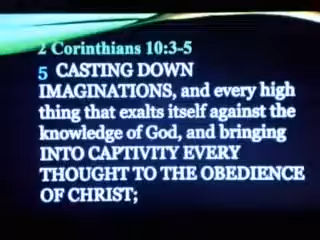 2 Corinthians 10:3-5
5 CASTING DOWN
IMAGINATIONS, and every high
thing that exalts itself against the
knowledge of God, and bringing
INTO CAPTIVITY EVERY
THOUGHT TO THE OBEDIENCE
OF CHRIST;